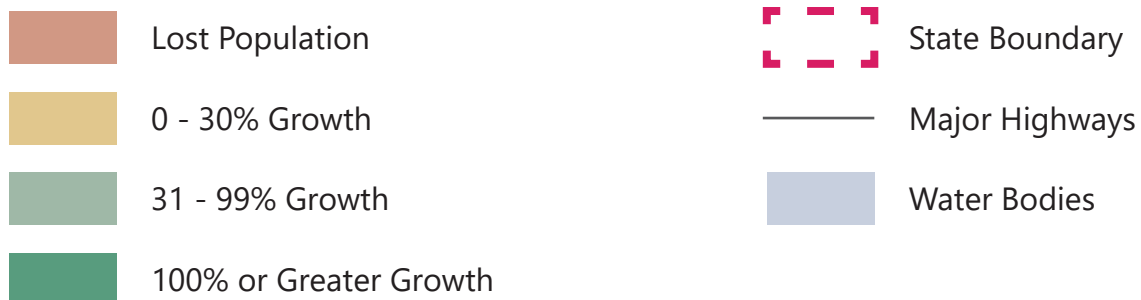 Lost Population
0 - 30% Growth
31 - 99% Growth
100% or Greater Growth
State Boundary
Major Highways
Water Bodies